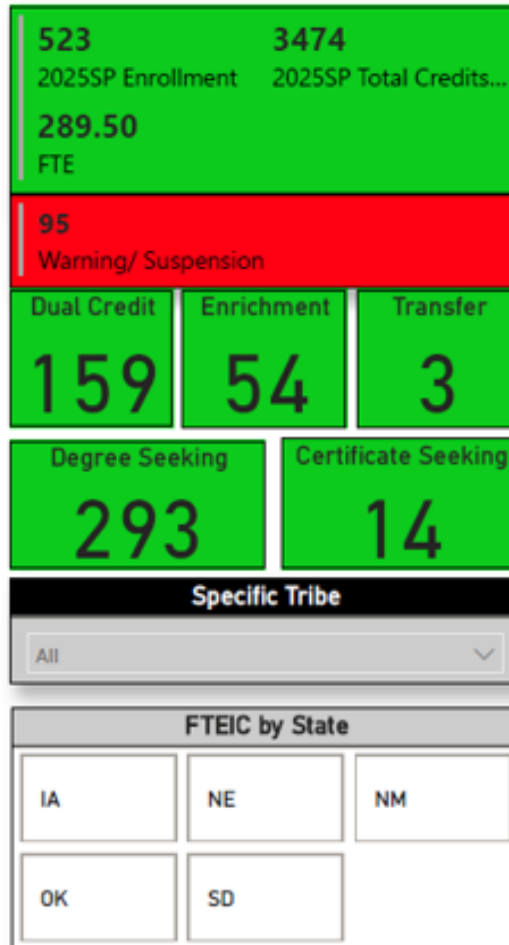 523 3474
2025SP Enrollment 2025SP Total Credits...
289.50
FTE
95
Warning/ Suspension
Dual Credit Enrichment Transfer
159 54 3
Degree Seeking Certificate Seeking
293 14
Specific Tribe
All
FTEIC by State
IA NE NM
OK SD